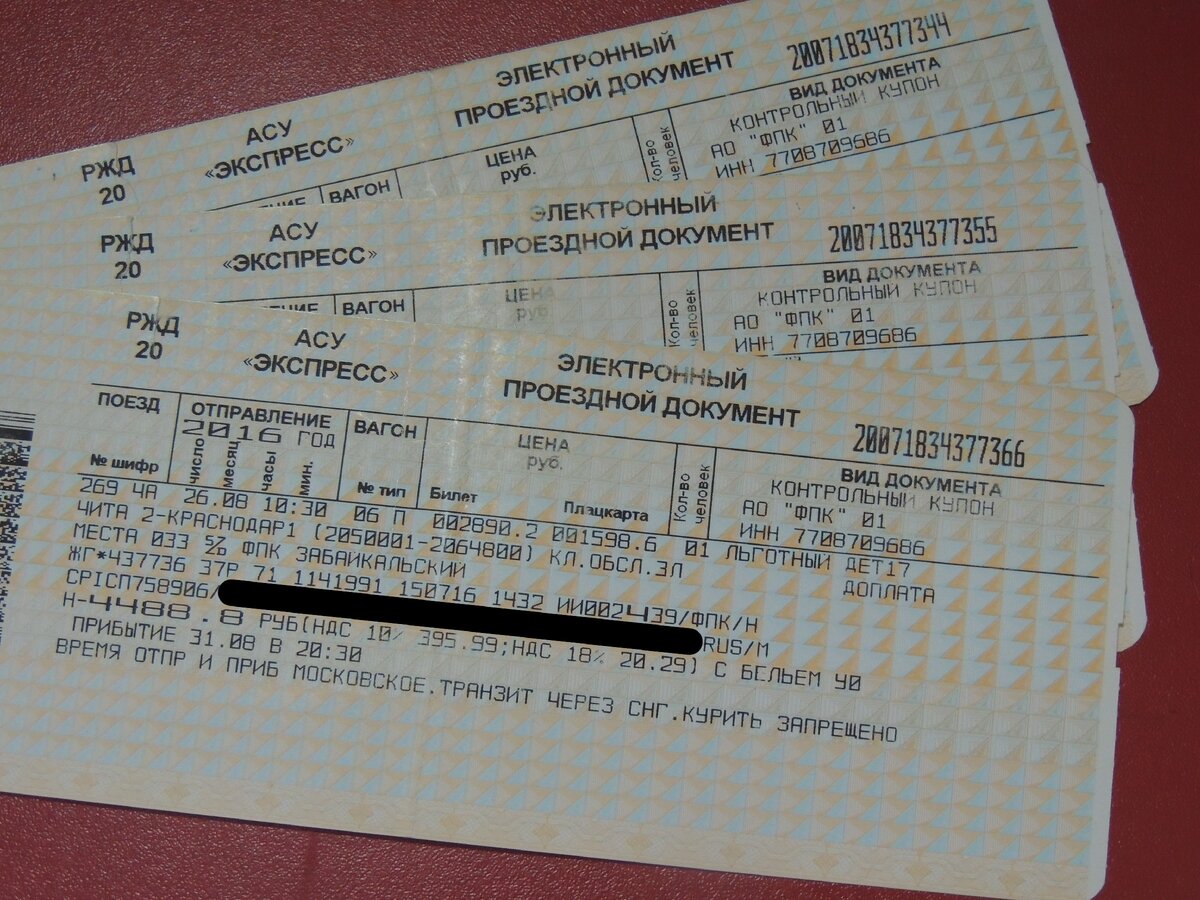 РЖД
20
АСУ
«ЭКСПРЕСС»
ЭЛЕКТРОННЫЙ
ПРОЕЗДНОЙ ДОКУМЕНТ
20071834377344
ВАГОН
ЦЕНА
руб.
Кол-во
человек
ВИД ДОКУМЕНТА
КОНТРОЛЬНЫЙ КУПОН
АО "ФПК" 01
ИНН 7708709686
РЖД
20
АСУ
«ЭКСПРЕСС»
ЭЛЕКТРОННЫЙ
ПРОЕЗДНОЙ ДОКУМЕНТ
20071834377355
ВАГОН
ЦЕНА
руб.
Кол-во
человек
ВИД ДОКУМЕНТА
КОНТРОЛЬНЫЙ КУПОН
АО "ФПК" 01
ИНН 7708709686
РЖД
20
АСУ
«ЭКСПРЕСС»
ЭЛЕКТРОННЫЙ
ПРОЕЗДНОЙ ДОКУМЕНТ
20071834377366
ПОЕЗД
№ шифр
ОТПРАВЛЕНИЕ
2016 ГОД
число
месяц
часы
мин.
ВАГОН
№ тип
ЦЕНА
руб.
Билет Плацкарта
Кол-во
человек
ВИД ДОКУМЕНТА
КОНТРОЛЬНЫЙ КУПОН
АО "ФПК" 01
ИНН 7708709686
269 ЧА 26.08 10:30 06 П 002890.2 001598.6 01 ЛЬГОТНЫЙ ДЕТ17
ЧИТА 2-КРАСНОДАР1 (2050001-2064800) КЛ.ОБСЛ.3Л ДОПЛАТА
МЕСТА 033 ФПК ЗАБАЙКАЛЬСКИЙ
ЖГ*437736 37Р 71 1141991 150716 1432 ИИ002439/ФПК/Н
СРІСП758906/ RUS/М
Н-4488.8 РУБ(НДС 10% 395.99;НДС 18% 20.29) С БЕЛЬЕМ У0
ПРИБЫТИЕ 31.08 В 20:30
ВРЕМЯ ОТПР И ПРИБ МОСКОВСКОЕ.ТРАНЗИТ ЧЕРЕЗ СНГ.КУРИТЬ ЗАПРЕЩЕНО